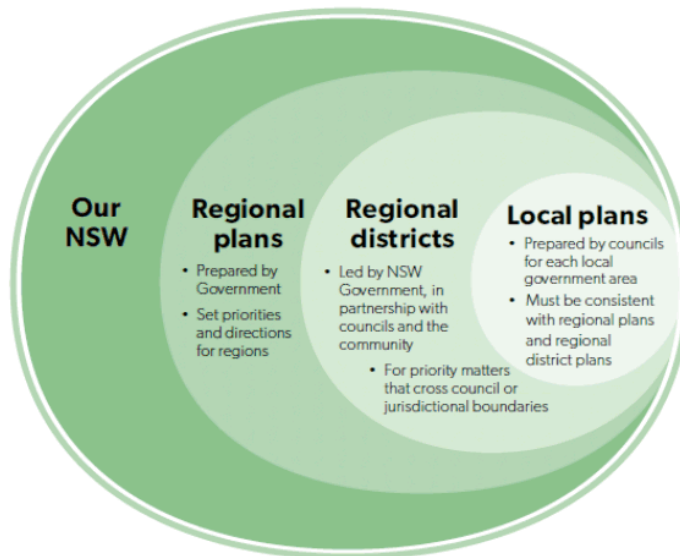 Our
NSW
Regional
plans
• Prepared by
Government
• Set priorities
and directions
for regions
Regional
districts
• Led by NSW
Government, in
partnership with
councils and the
community
• For priority matters
that cross council or
jurisdictional boundaries
Local plans
• Prepared by councils
for each local
government area
• Must be consistent
with regional plans
and regional
district plans